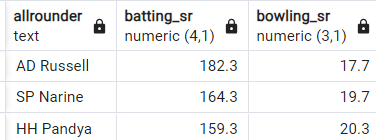 allrounder batting_sr bowling_sr
text numeric (4,1) numeric (3,1)
AD Russell 182.3 17.7
SP Narine 164.3 19.7
HH Pandya 159.3 20.3